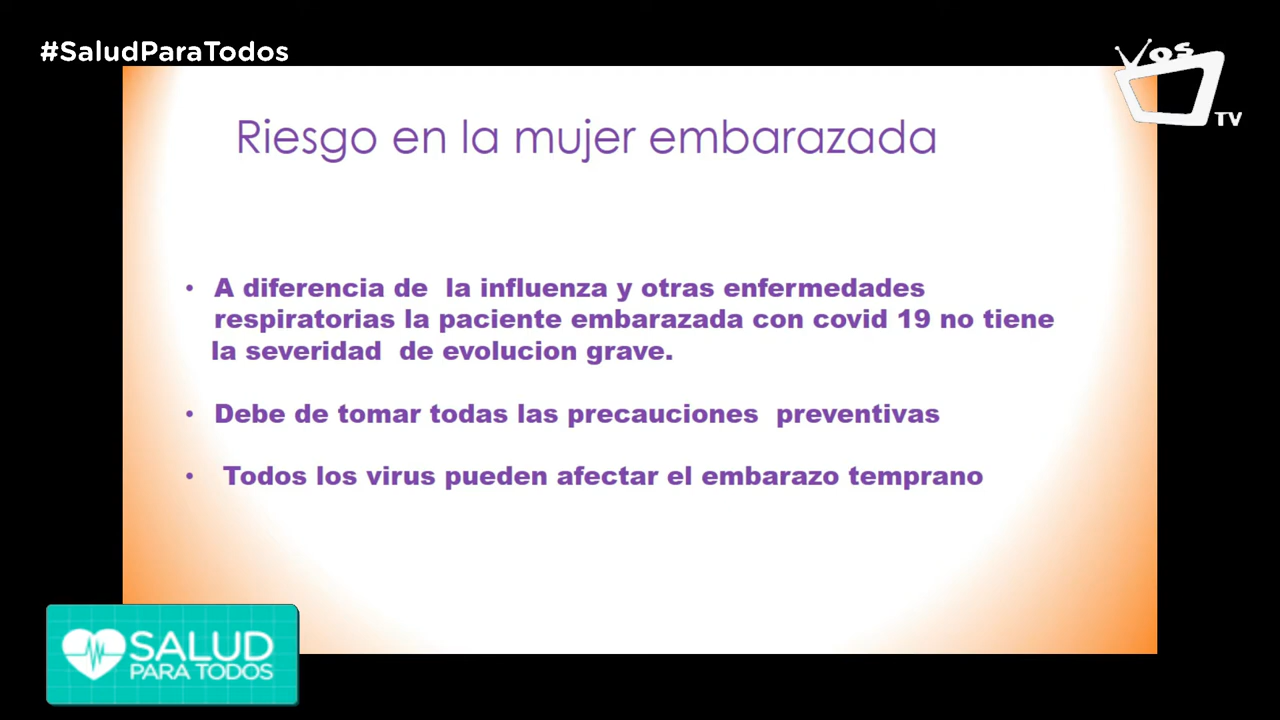 #SaludParaTodos
VOS
TV
Riesgo en la mujer embarazada
• A diferencia de la influenza y otras enfermedades
respiratorias la paciente embarazada con covid 19 no tiene
la severidad de evolucion grave.
• Debe de tomar todas las precauciones preventivas
• Todos los virus pueden afectar el embarazo temprano
SALUD
PARA TODOS